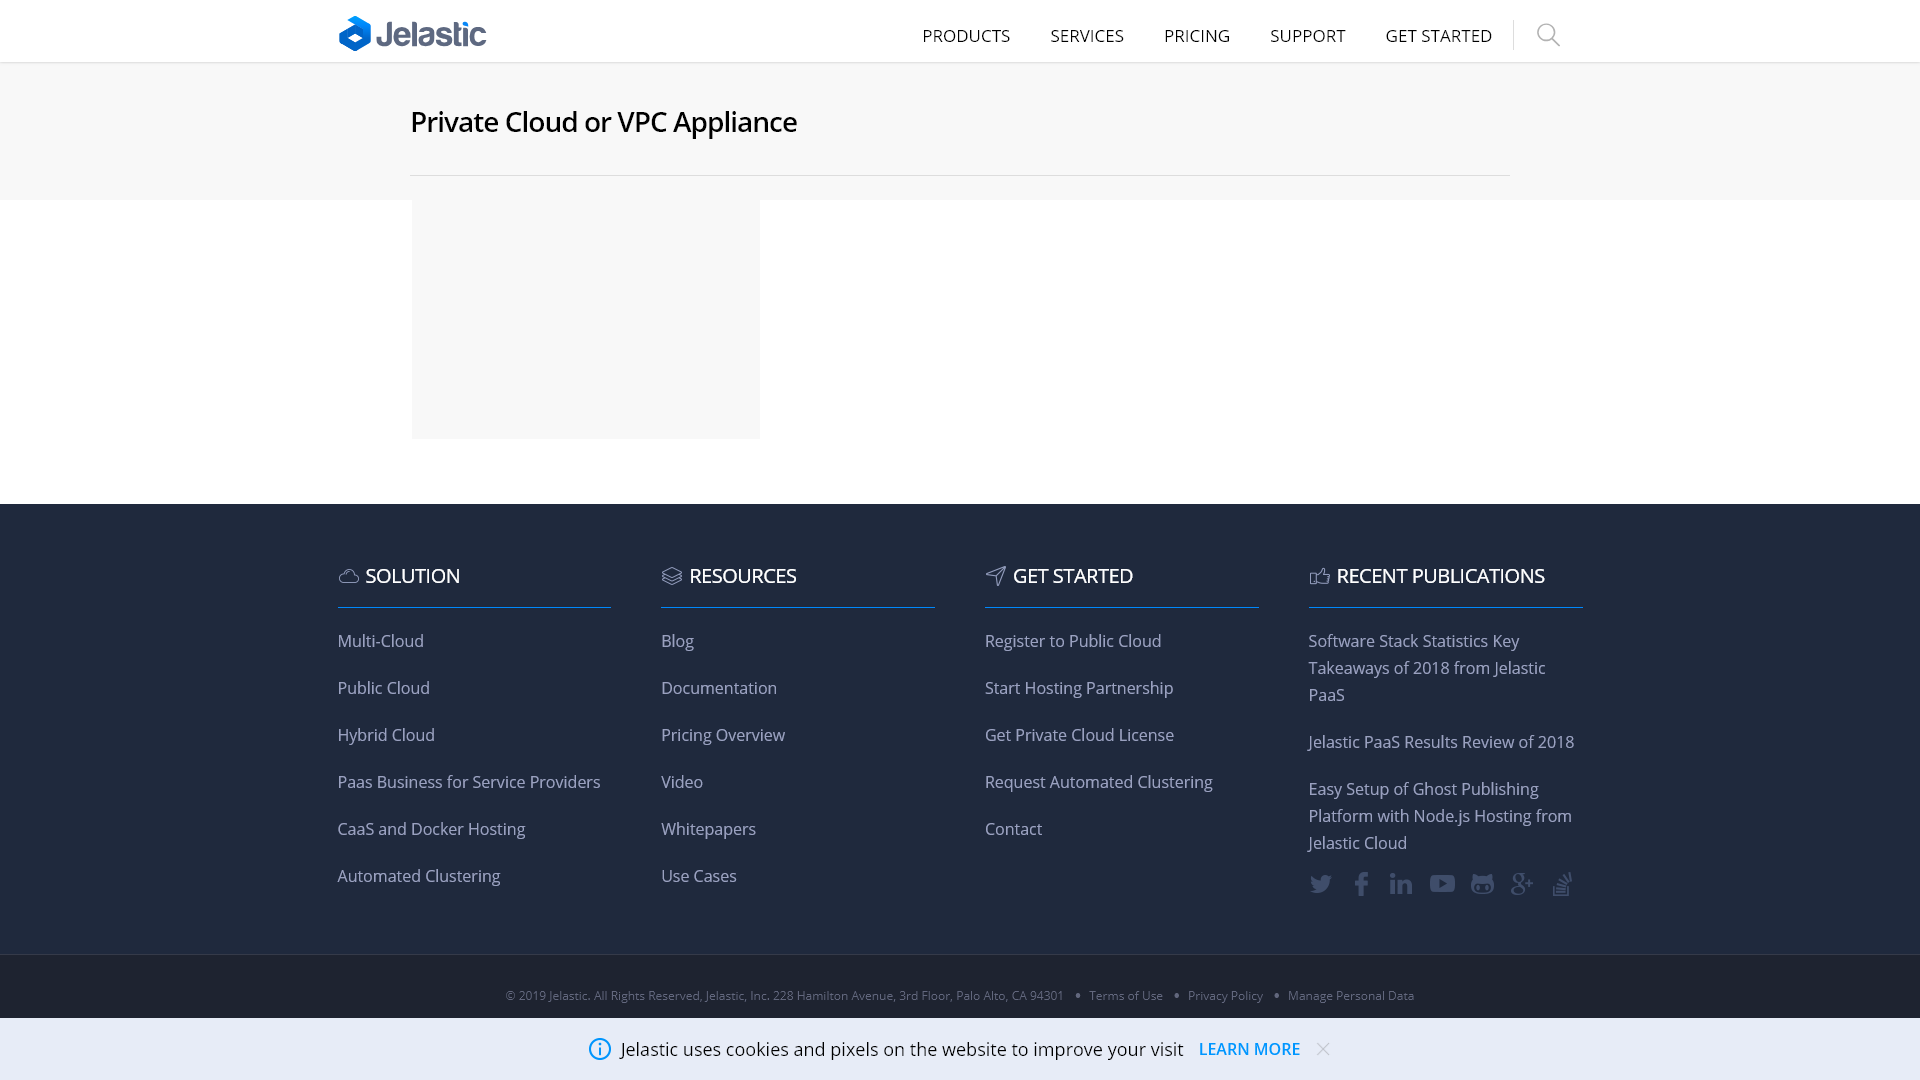 Jelastic
PRODUCTS
SERVICES
PRICING
SUPPORT
GET STARTED
Private Cloud or VPC Appliance
SOLUTION
Multi-Cloud
Public Cloud
Hybrid Cloud
Paas Business for Service Providers
CaaS and Docker Hosting
Automated Clustering
RESOURCES
Blog
Documentation
Pricing Overview
Video
Whitepapers
Use Cases
GET STARTED
Register to Public Cloud
Start Hosting Partnership
Get Private Cloud License
Request Automated Clustering
Contact
RECENT PUBLICATIONS
Software Stack Statistics Key
Takeaways of 2018 from Jelastic
PaaS
Jelastic PaaS Results Review of 2018
Easy Setup of Ghost Publishing
Platform with Node.js Hosting from
Jelastic Cloud
© 2019 Jelastic. All Rights Reserved, Jelastic, Inc. 228 Hamilton Avenue, 3rd Floor, Palo Alto, CA 94301 • Terms of Use • Privacy Policy • Manage Personal Data
Jelastic uses cookies and pixels on the website to improve your visit LEARN MORE